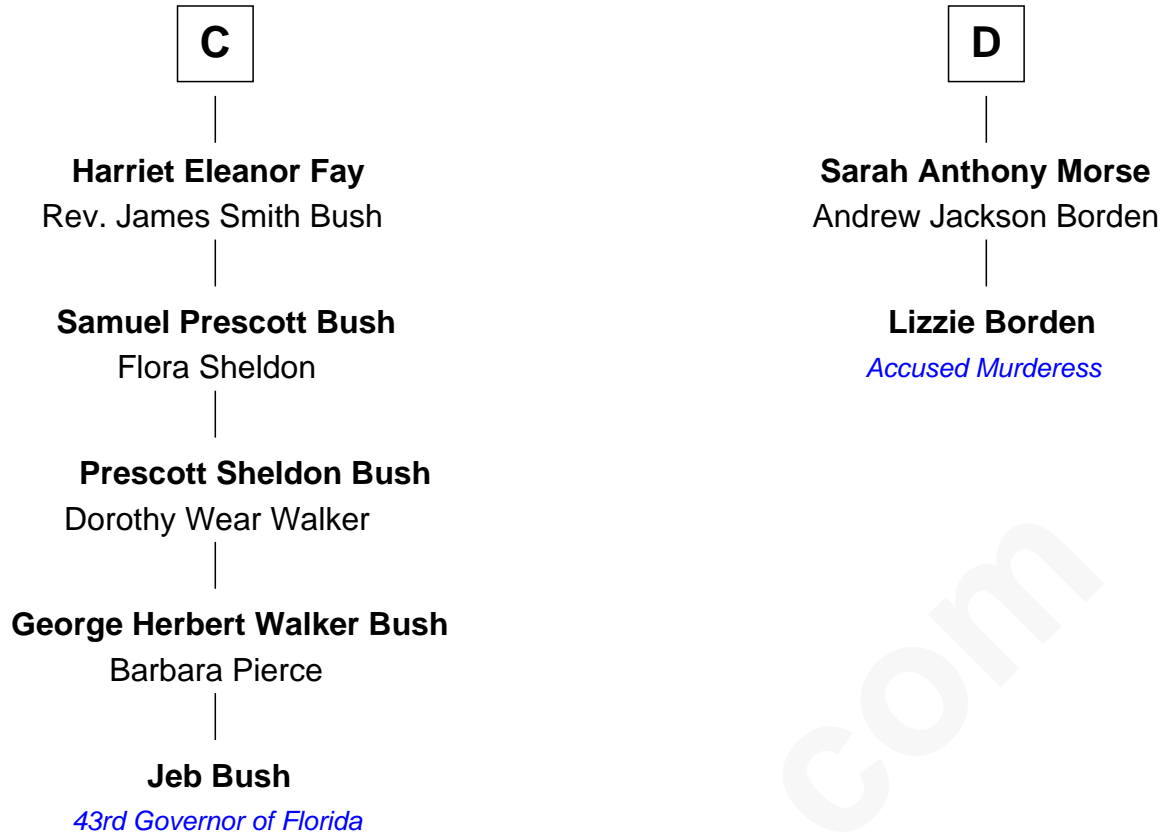 C
Harriet Eleanor Fay
Rev. James Smith Bush
Samuel Prescott Bush
Flora Sheldon
Prescott Sheldon Bush
Dorothy Wear Walker
George Herbert Walker Bush
Barbara Pierce
Jeb Bush
43rd Governor of Florida
D
Sarah Anthony Morse
Andrew Jackson Borden
Lizzie Borden
Accused Murderess
com